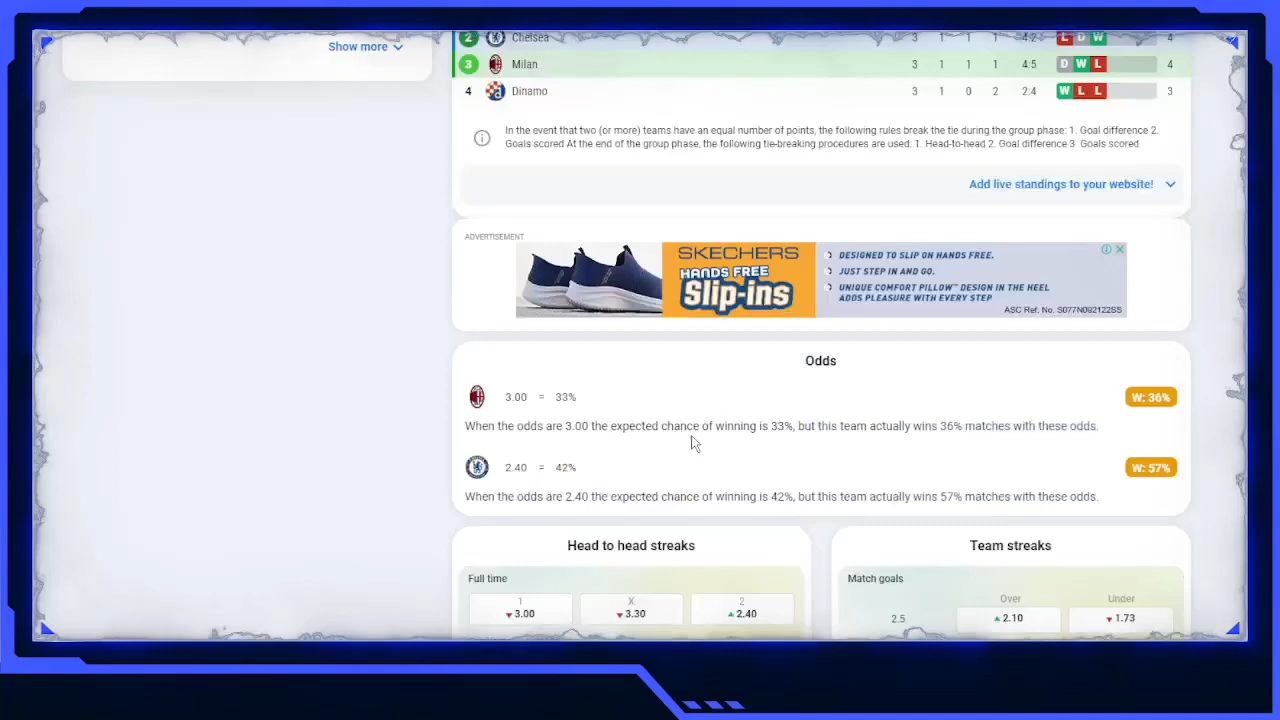 Show more
2 Chelsea 3 1 1 1 4:2 L D W 4
3 Milan 3 1 1 1 4:5 D W L 4
4 Dinamo 3 1 0 2 2:4 W L L 3
In the event that two (or more) teams have an equal number of points, the following rules break the tie during the group phase: 1. Goal difference 2.
Goals scored At the end of the group phase, the following tie-breaking procedures are used: 1. Head-to-head 2. Goal difference 3 Goals scored
Add live standings to your website!
ADVERTISEMENT
SKECHERS
HANDS FREE
Slip-ins
DESIGNED TO SLIP ON HANDS FREE.
JUST STEP IN AND GO.
UNIQUE COMFORT PILLOW™ DESIGN IN THE HEEL
ADDS PLEASURE WITH EVERY STEP
ASC Ref. No. S077N092122SS
Odds
3.00 = 33% W: 36%
When the odds are 3.00 the expected chance of winning is 33%, but this team actually wins 36% matches with these odds.
2.40 = 42% W: 57%
When the odds are 2.40 the expected chance of winning is 42%, but this team actually wins 57% matches with these odds.
Head to head streaks
Full time
1 X 2
3.00 3.30 2.40
Team streaks
Match goals
Over Under
2.5 2.10 1.73